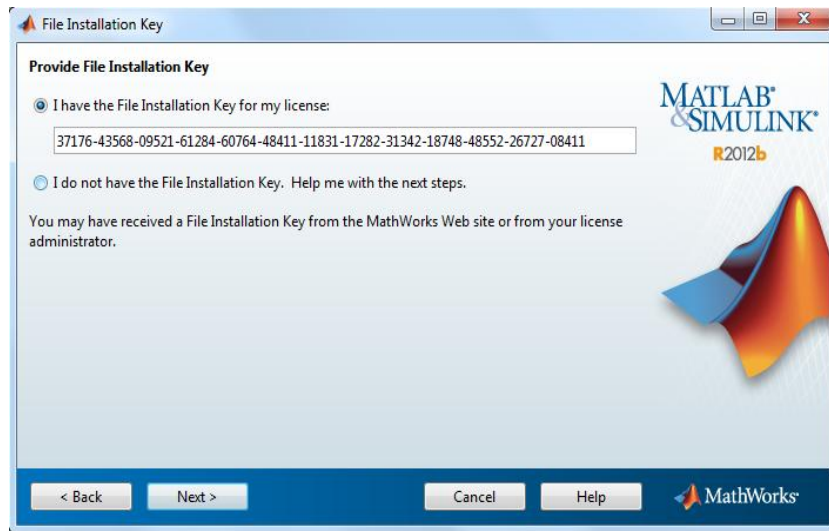 File Installation Key
Provide File Installation Key
I have the File Installation Key for my license:
37176-43568-09521-61284-60764-48411-11831-17282-31342-18748-48552-26727-08411
I do not have the File Installation Key. Help me with the next steps.
You may have received a File Installation Key from the MathWorks Web site or from your license
administrator.
MATLAB®
&SIMULINK®
R2012b
< Back
Next >
Cancel
Help
MathWorks®